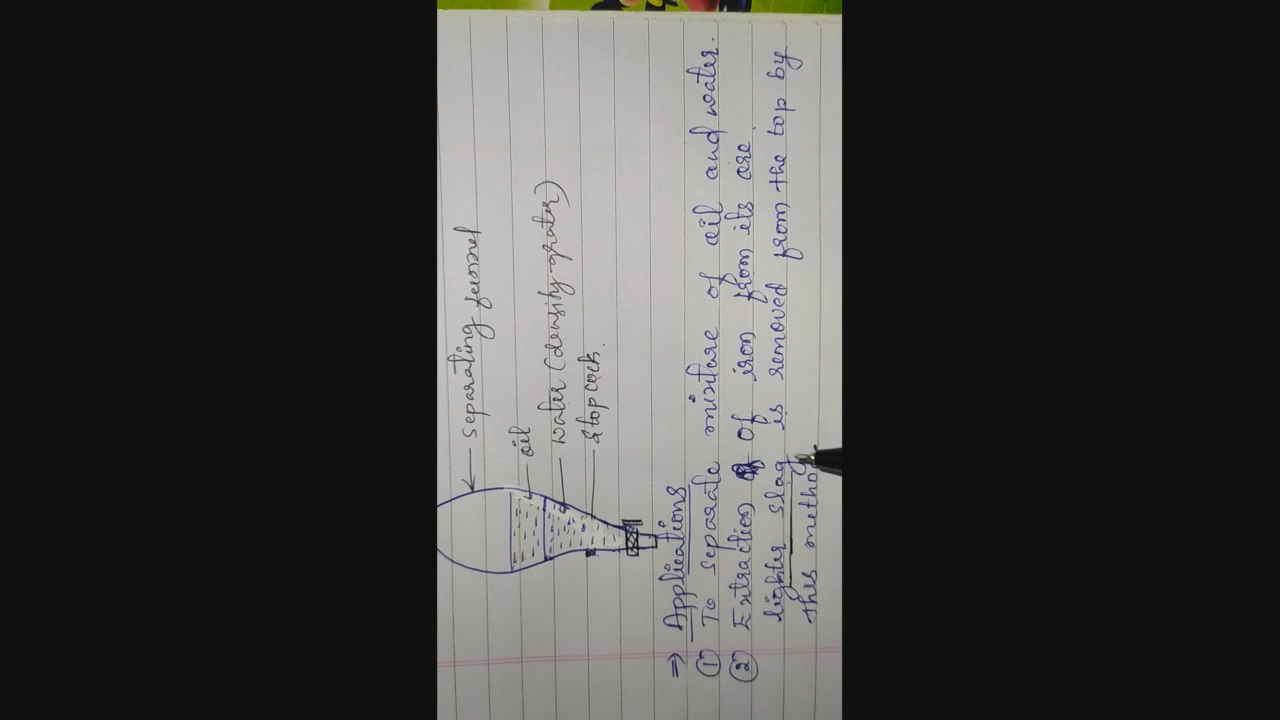 separating funnel
oil
water (density-greater)
stop cock.
⇒ Applications
① To separate mixture of oil and water.
② Extraction of iron from its ore.
lighter slag is removed from the top by
this method